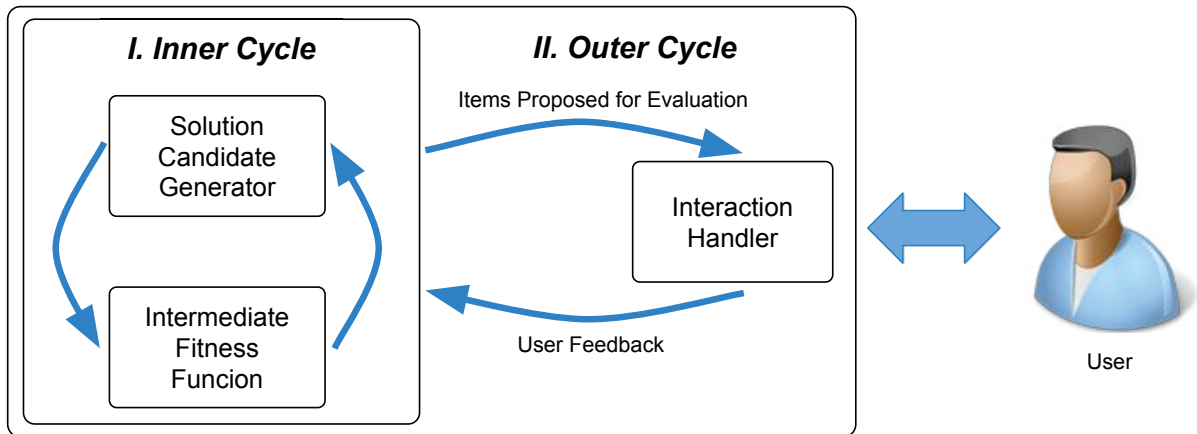 I. Inner Cycle
II. Outer Cycle
Solution
Candidate
Generator
Intermediate
Fitness
Funcion
Items Proposed for Evaluation
Interaction
Handler
User Feedback
User